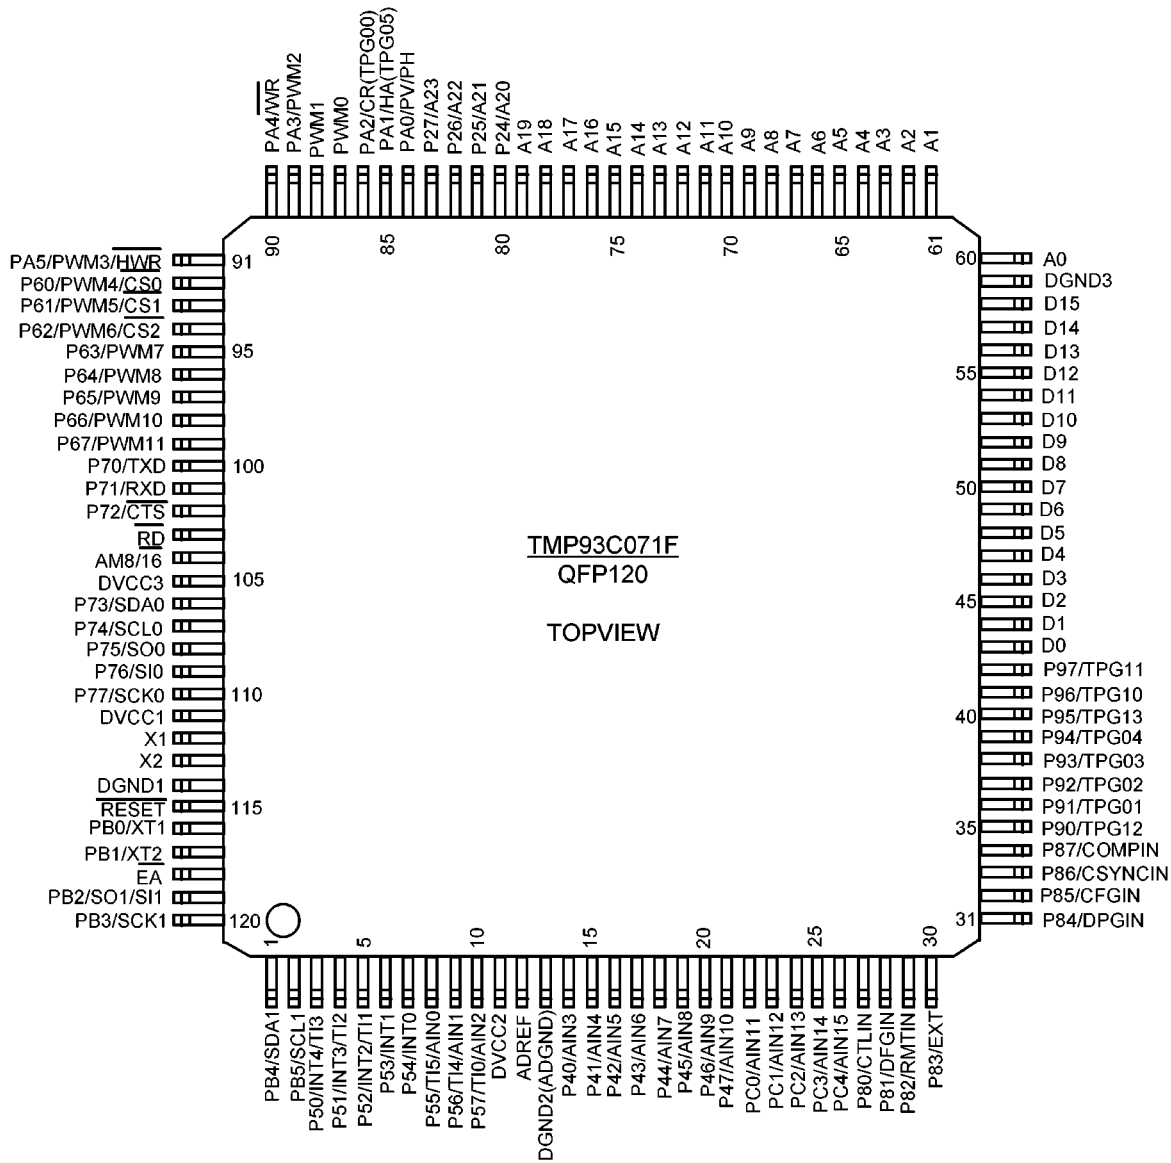 PA4/WR
PA3/PWM2
PWM1
PWM0
PA2/CR(TPG00)
PA1/HA(TPG05)
PA0/PV/PH
P27/A23
P26/A22
P25/A21
P24/A20
A19
A18
A17
A16
A15
A14
A13
A12
A11
A10
A9
A8
A7
A6
A5
A4
A3
A2
A1
90
85
80
75
70
65
61
PA5/PWM3/HWR
P60/PWM4/CS0
P61/PWM5/CS1
P62/PWM6/CS2
P63/PWM7
P64/PWM8
P65/PWM9
P66/PWM10
P67/PWM11
P70/TXD
P71/RXD
P72/CTS
RD
AM8/16
DVCC3
P73/SDA0
P74/SCL0
P75/SO0
P76/SI0
P77/SCK0
DVCC1
X1
X2
DGND1
RESET
PB0/XT1
PB1/XT2
EA
PB2/SO1/SI1
PB3/SCK1
91
95
100
105
110
115
120
TMP93C071F
QFP120
TOPVIEW
60
55
50
45
40
35
31
A0
DGND3
D15
D14
D13
D12
D11
D10
D9
D8
D7
D6
D5
D4
D3
D2
D1
D0
P97/TPG11
P96/TPG10
P95/TPG13
P94/TPG04
P93/TPG03
P92/TPG02
P91/TPG01
P90/TPG12
P87/COMPIN
P86/CSYNCIN
P85/CFGIN
P84/DPGIN
1
5
10
15
20
25
30
PB4/SDA1
PB5/SCL1
P50/INT4/TI3
P51/INT3/TI2
P52/INT2/TI1
P53/INT1
P54/INT0
P55/TI5/AIN0
P56/TI4/AIN1
P57/TI0/AIN2
DVCC2
ADREF
DGND2(ADGND)
P40/AIN3
P41/AIN4
P42/AIN5
P43/AIN6
P44/AIN7
P45/AIN8
P46/AIN9
P47/AIN10
PC0/AIN11
PC1/AIN12
PC2/AIN13
PC3/AIN14
PC4/AIN15
P80/CTLIN
P81/DFGIN
P82/RMTIN
P83/EXT